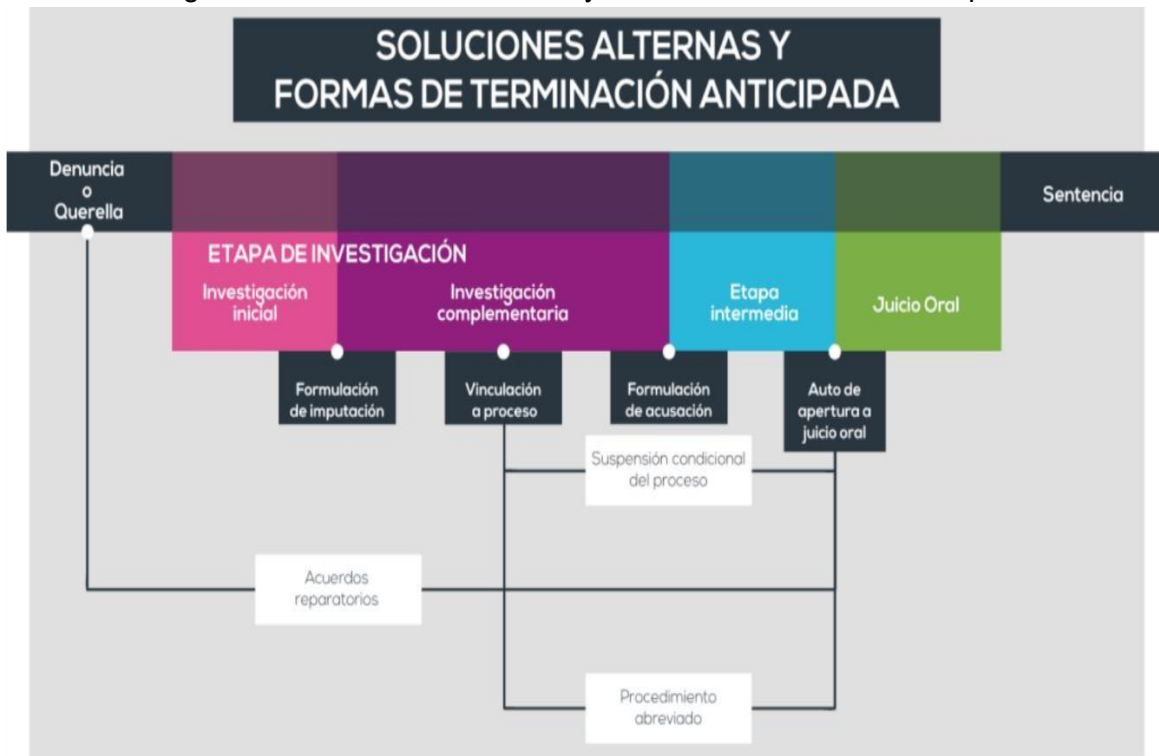 SOLUCIONES ALTERNAS Y
FORMAS DE TERMINACIÓN ANTICIPADA
Denuncia
o
Querella
Sentencia
ETAPA DE INVESTIGACIÓN
Investigación
inicial
Investigación
complementaria
Etapa
intermedia
Juicio Oral
Formulación
de imputación
Vinculación
a proceso
Formulación
de acusación
Auto de
apertura a
juicio oral
Suspensión condicional
del proceso
Acuerdos
reparatorios
Procedimiento
abreviado